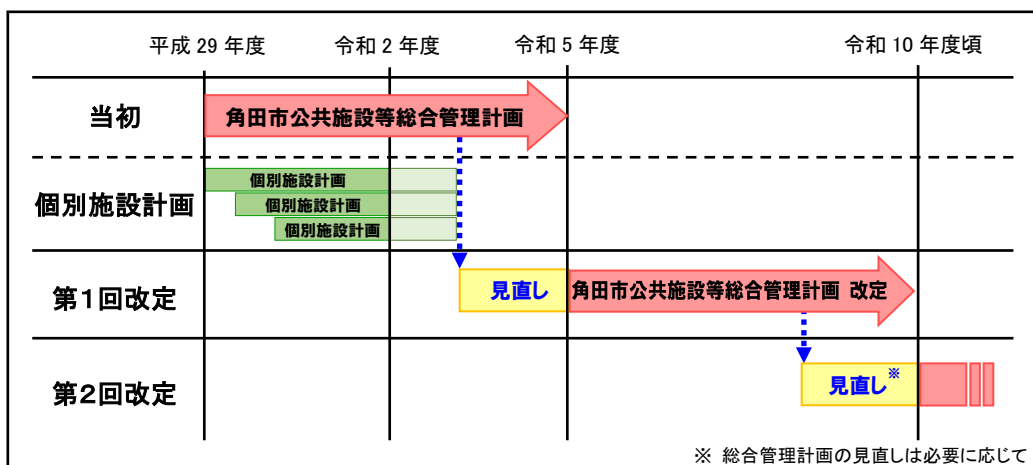 平成 29 年度
令和 2 年度
令和 5 年度
令和 10 年度頃
当初
角田市公共施設等総合管理計画
個別施設計画
個別施設計画
個別施設計画
個別施設計画
第1回改定
見直し
角田市公共施設等総合管理計画 改定
第2回改定
見直し※
※ 総合管理計画の見直しは必要に応じて